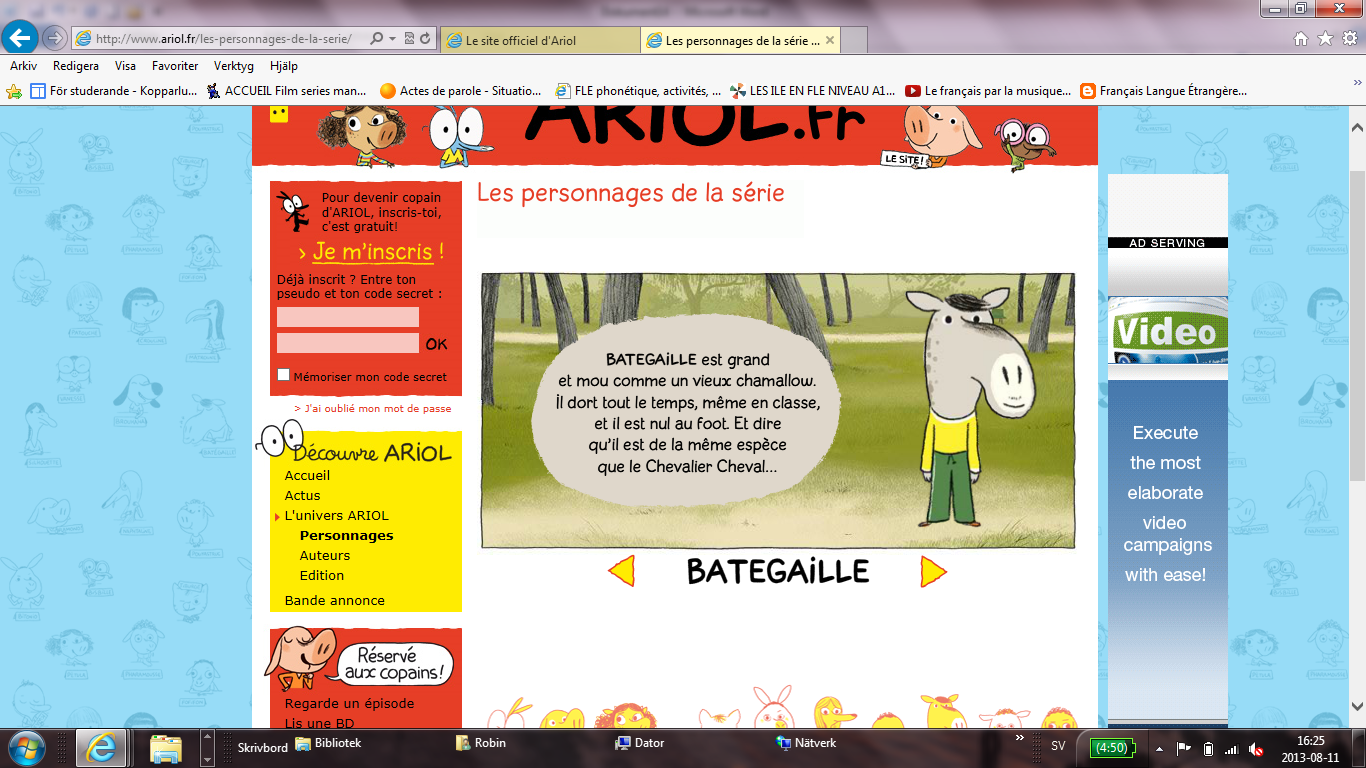 http://www.ariol.fr/les-personnages-de-la-serie/
Le site officiel d'Ariol
Les personnages de la série ...
Arkiv Redigera Visa Favoriter Verktyg Hjälp
För studerande - Kopparlu...
ACCUEIL Film series man...
Actes de parole - Situatio...
FLE phonétique, activités, ...
LES ILE EN FLE NIVEAU A1...
Le français par la musique...
Français Langue Étrangère...
ARIOL.FR
LE SITE !
Pour devenir copain
d'ARIOL, inscris-toi,
c'est gratuit!
> Je m'inscris !
Déjà inscrit ? Entre ton
pseudo et ton code secret :
OK
Mémoriser mon code secret
> J'ai oublié mon mot de passe
Découvre ARiOL
Accueil
Actus
L'univers ARIOL
Personnages
Auteurs
Edition
Bande annonce
Réservé
aux copains!
Regarde un épisode
Lis une BD
Les personnages de la série
BATEGAiLLE est grand
et mou comme un vieux chamallow.
il dort tout le temps, même en classe,
et il est nul au foot. Et dire
qu'il est de la même espèce
que le Chevalier Cheval...
BATEGAiLLE
AD SERVING
Video
Execute
the most
elaborate
video
campaigns
with ease!
Skrivbord
Bibliotek
Robin
Dator
Nätverk
»
SV
(4:50)
16:25
2013-08-11